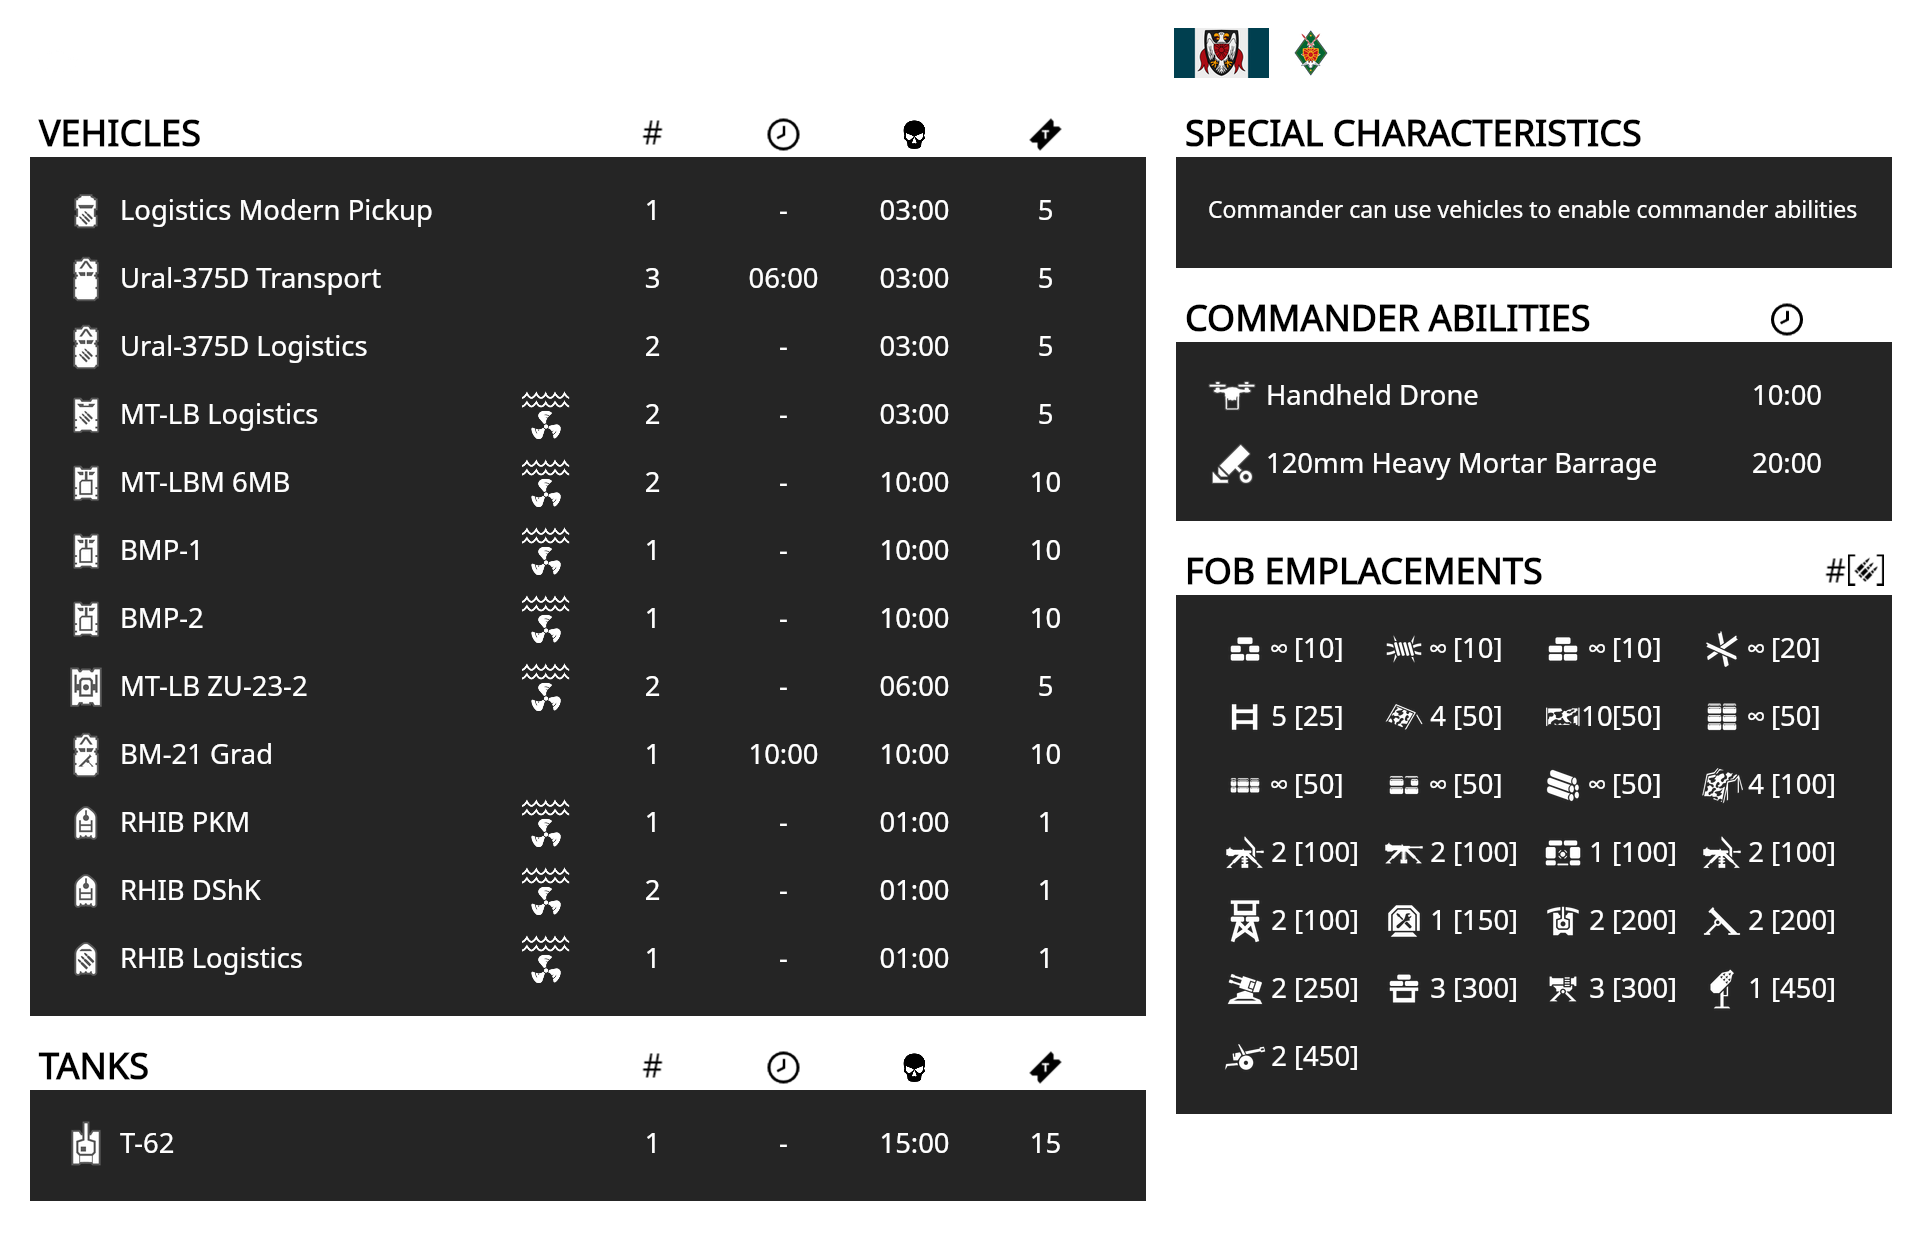 VEHICLES #
Logistics Modern Pickup 1 - 03:00 5
Ural-375D Transport 3 06:00 03:00 5
Ural-375D Logistics 2 - 03:00 5
MT-LB Logistics 2 - 03:00 5
MT-LBM 6MB 2 - 10:00 10
BMP-1 1 - 10:00 10
BMP-2 1 - 10:00 10
MT-LB ZU-23-2 2 - 06:00 5
BM-21 Grad 1 10:00 10:00 10
RHIB PKM 1 - 01:00 1
RHIB DShK 2 - 01:00 1
RHIB Logistics 1 - 01:00 1
TANKS #
T-62 1 - 15:00 15
SPECIAL CHARACTERISTICS
Commander can use vehicles to enable commander abilities
COMMANDER ABILITIES
Handheld Drone 10:00
120mm Heavy Mortar Barrage 20:00
FOB EMPLACEMENTS #[]
∞ [10] ∞ [10] ∞ [10] ∞ [20]
5 [25] 4 [50] 10[50] ∞ [50]
∞ [50] ∞ [50] ∞ [50] 4 [100]
2 [100] 2 [100] 1 [100] 2 [100]
2 [100] 1 [150] 2 [200] 2 [200]
2 [250] 3 [300] 3 [300] 1 [450]
2 [450]